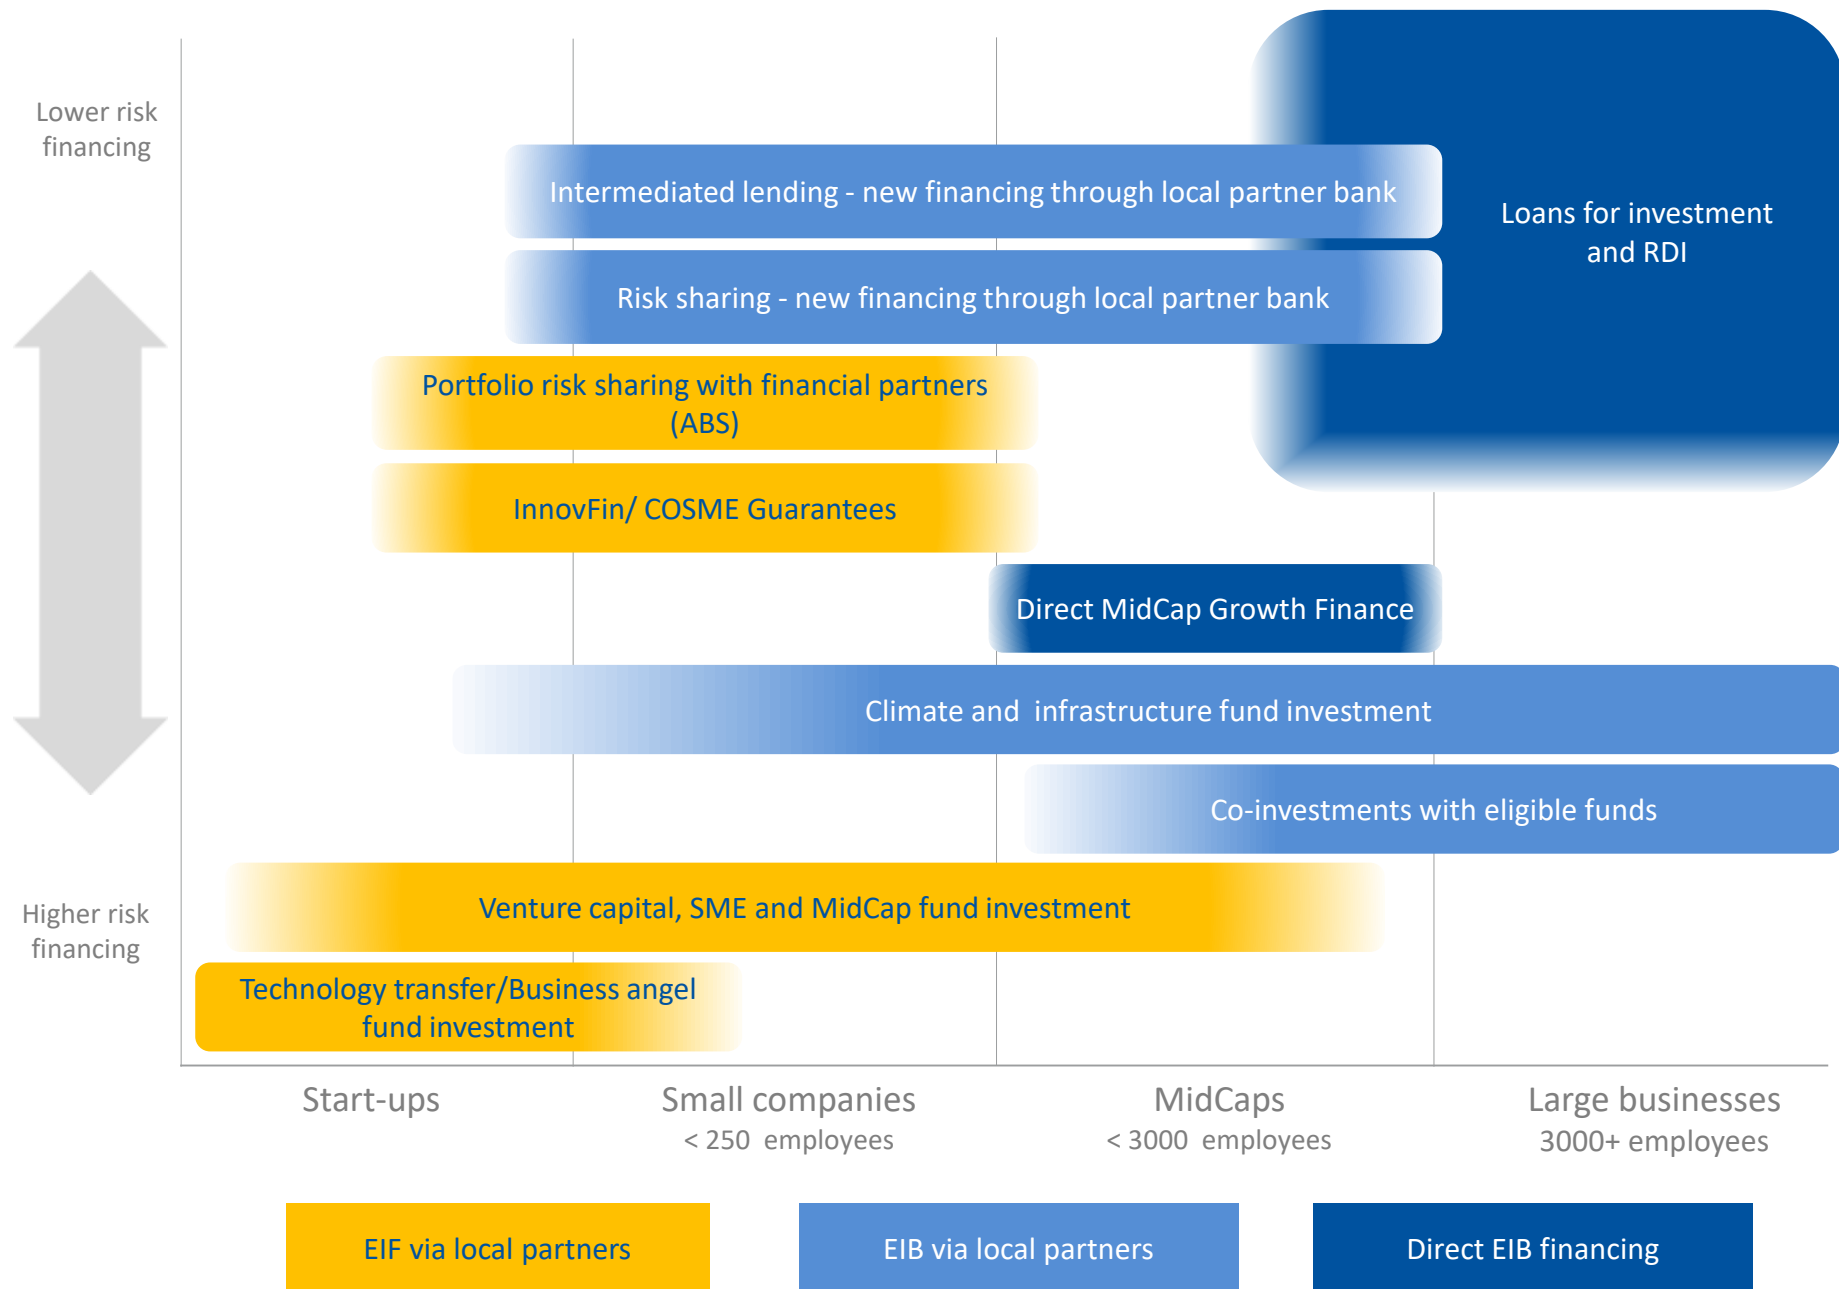 Lower risk
financing
Intermediated lending - new financing through local partner bank
Loans for investment
and RDI
Risk sharing - new financing through local partner bank
Portfolio risk sharing with financial partners
(ABS)
InnovFin/ COSME Guarantees
Direct MidCap Growth Finance
Climate and  infrastructure fund investment
Co-investments with eligible funds
Higher risk
financing
Venture capital, SME and MidCap fund investment
Technology transfer/Business angel
fund investment
Start-ups
Small companies
< 250  employees
MidCaps
< 3000  employees
Large businesses
3000+ employees
EIF via local partners
EIB via local partners
Direct EIB financing